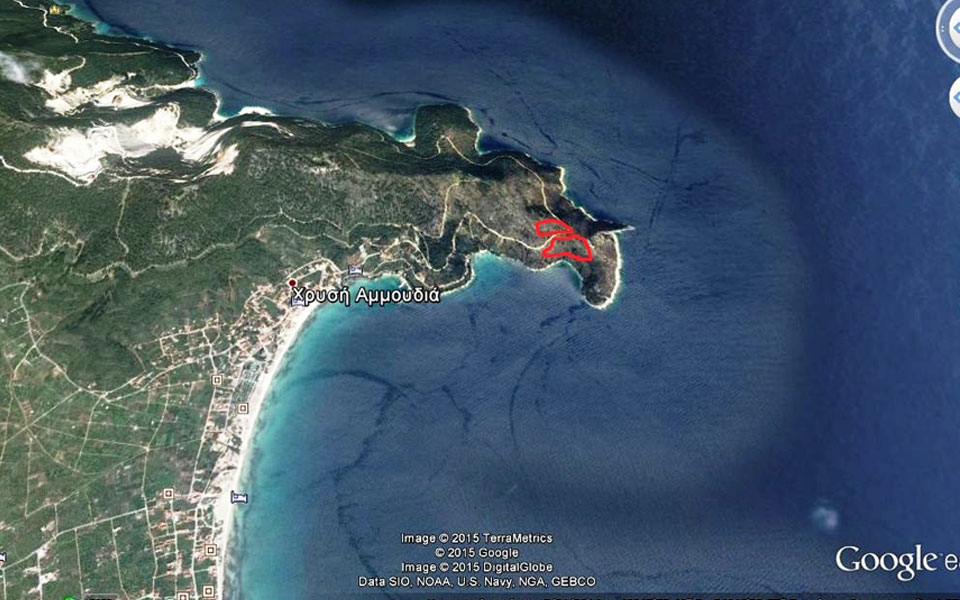 Χρυσή Αμμουδιά
Image © 2015 TerraMetrics
© 2015 Google
Image © 2015 DigitalGlobe
Data SIO, NOAA, U.S. Navy, NGA, GEBCO
Google